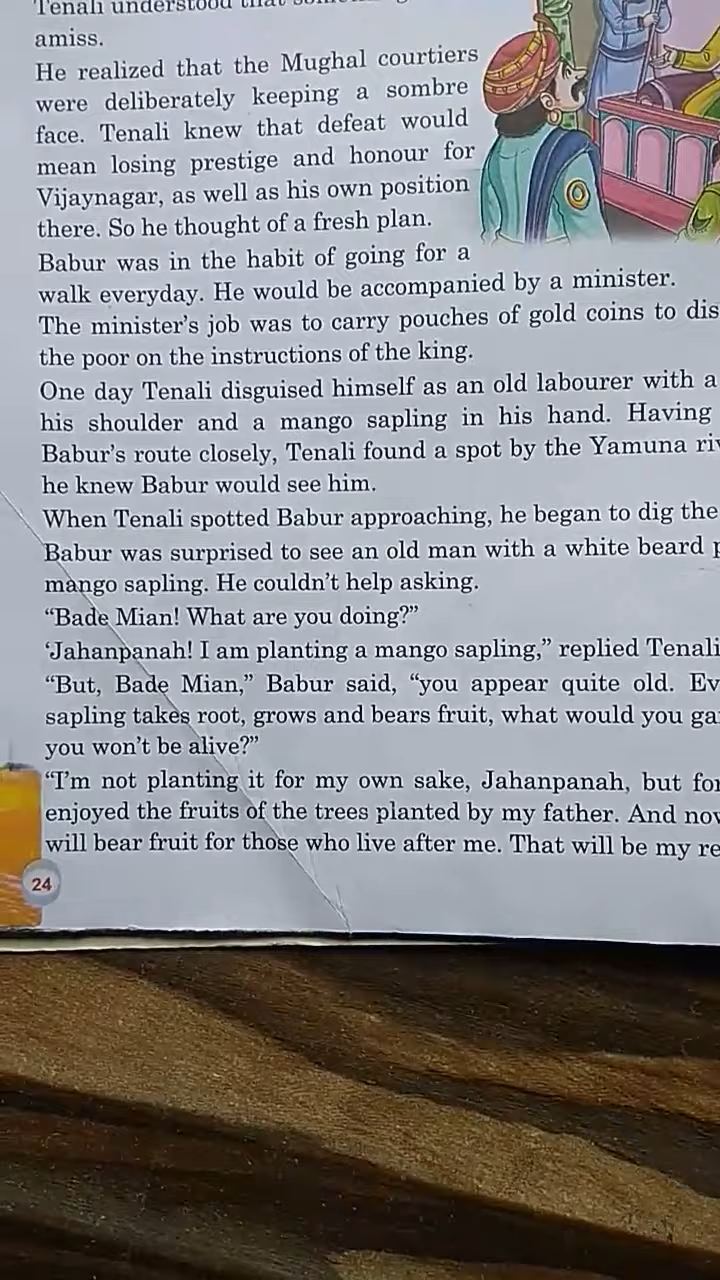 Tenali understood that
amiss.
He realized that the Mughal courtiers
were deliberately keeping a sombre
face. Tenali knew that defeat would
mean losing prestige and honour for
Vijaynagar, as well as his own position
there. So he thought of a fresh plan.
Babur was in the habit of going for a
walk everyday. He would be accompanied by a minister.
The minister's job was to carry pouches of gold coins to
the poor on the instructions of the king.
One day Tenali disguised himself as an old labourer with a
his shoulder and a mango sapling in his hand. Having
Babur's route closely, Tenali found a spot by the Yamuna
he knew Babur would see him.
When Tenali spotted Babur approaching, he began to dig the
Babur was surprised to see an old man with a white beard
mango sapling. He couldn't help asking.
“Bade Mian! What are you doing?”
‘Jahanpanah! I am planting a mango sapling,” replied Tenali
“But, Bade Mian,” Babur said, “you appear quite old.
sapling takes root, grows and bears fruit, what would you
you won't be alive?”
“I'm not planting it for my own sake, Jahanpanah, but
enjoyed the fruits of the trees planted by my father. And
will bear fruit for those who live after me. That will be my
24